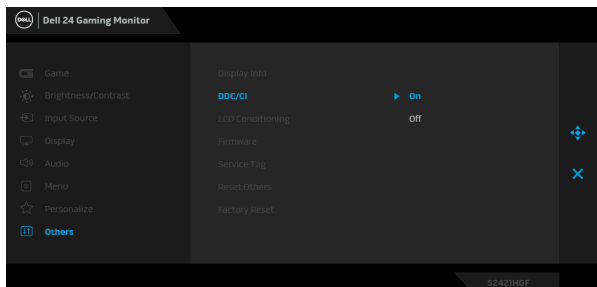 DELL Dell 24 Gaming Monitor
Game
Display Info
Brightness/Contrast
DDC/CI On
Input Source
LCD Conditioning Off
Display
Firmware
Audio
Service Tag
Menu
Reset Others
Personalize
Factory Reset
Others
S2421HGF